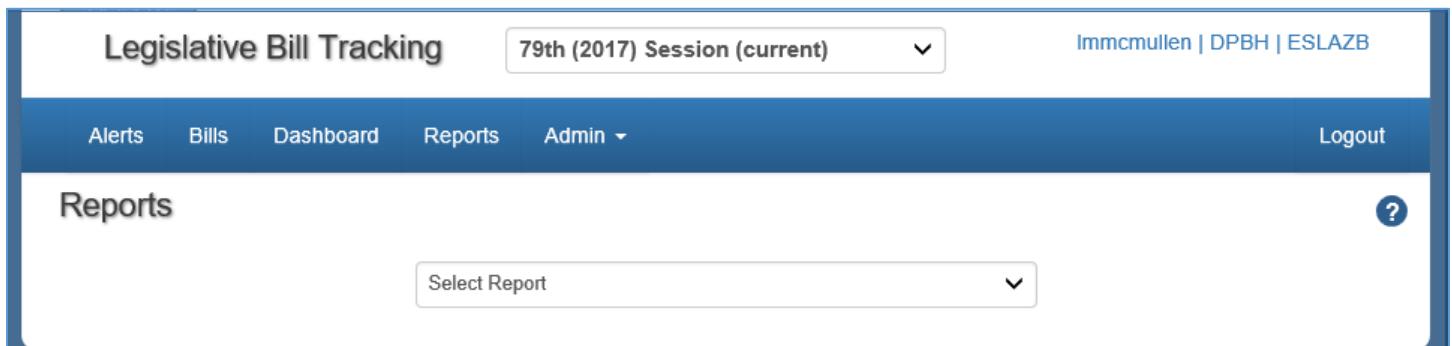 Legislative Bill Tracking
79th (2017) Session (current)
lmmcmullen | DPBH | ESLAZB
Alerts Bills Dashboard Reports Admin Logout
Reports
?
Select Report